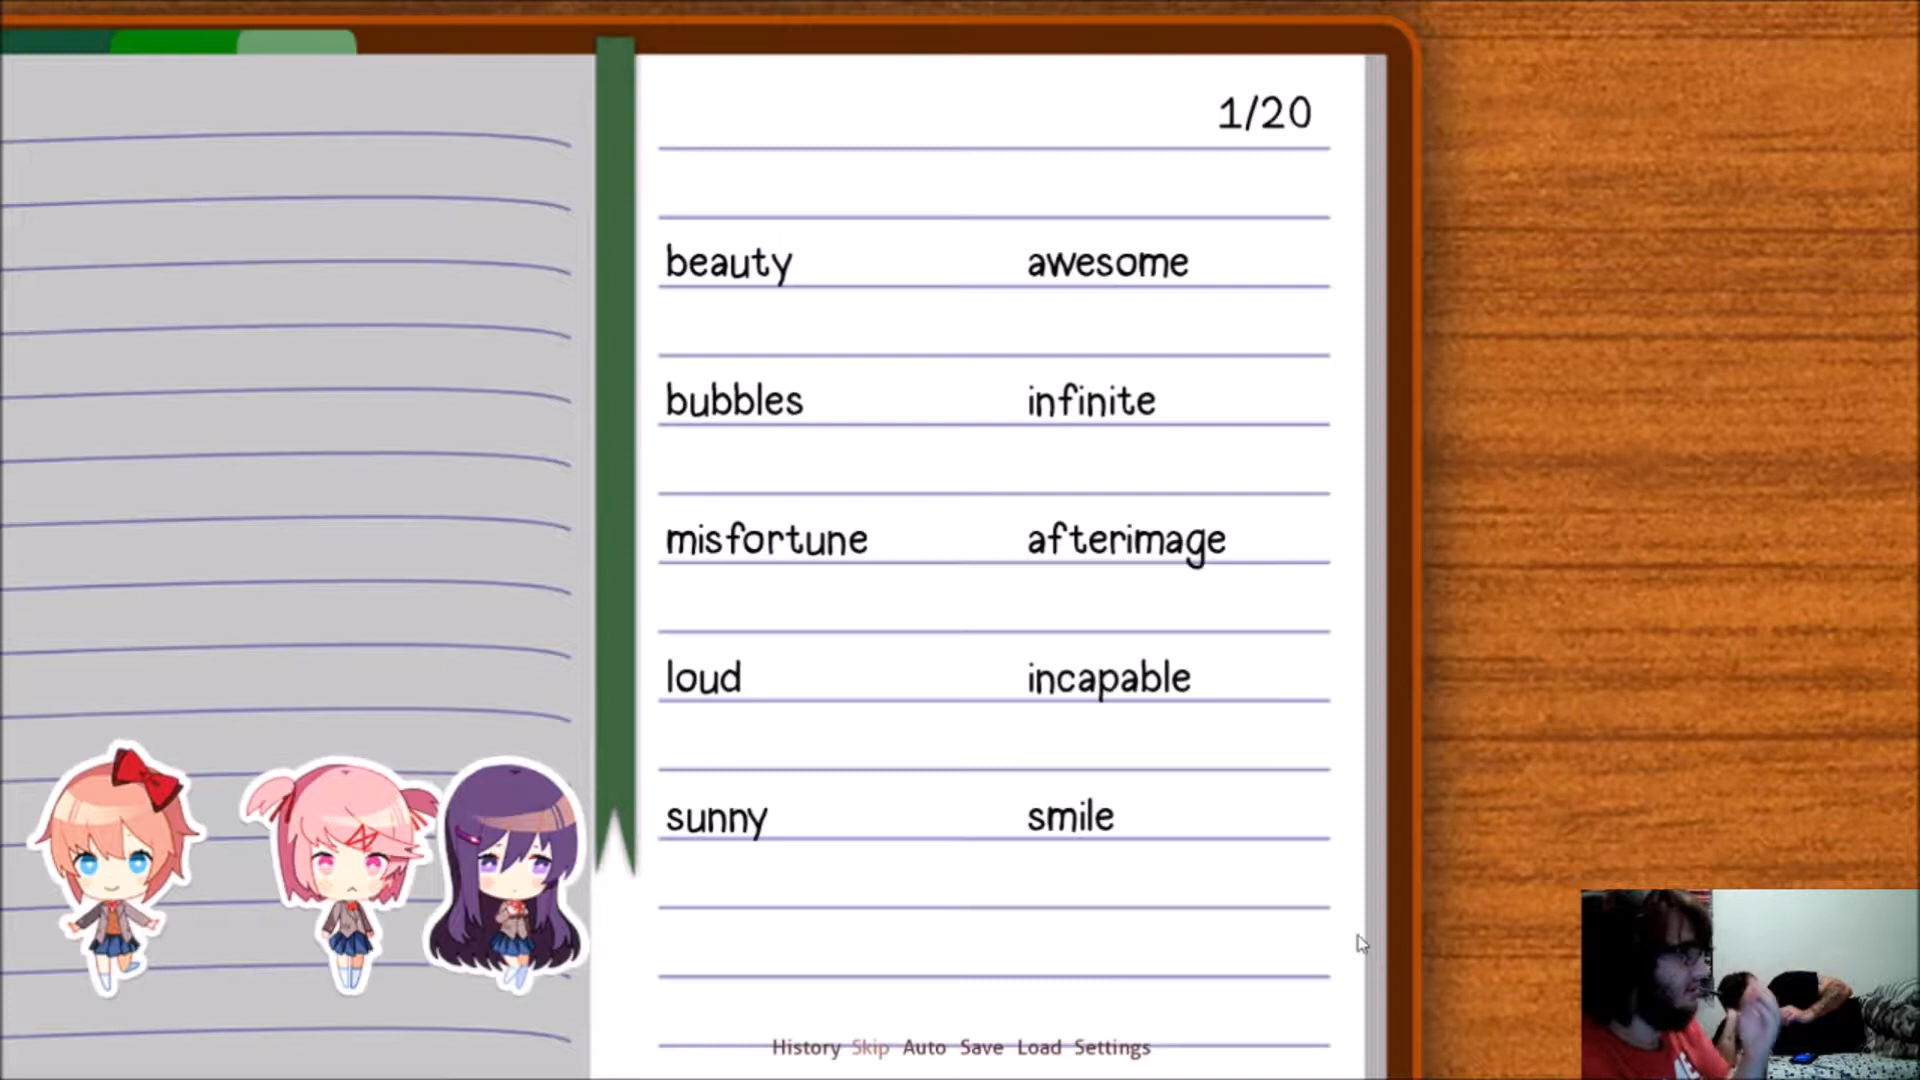 1/20
beauty awesome
bubbles infinite
misfortune afterimage
loud incapable
sunny smile
History Skip Auto Save Load Settings